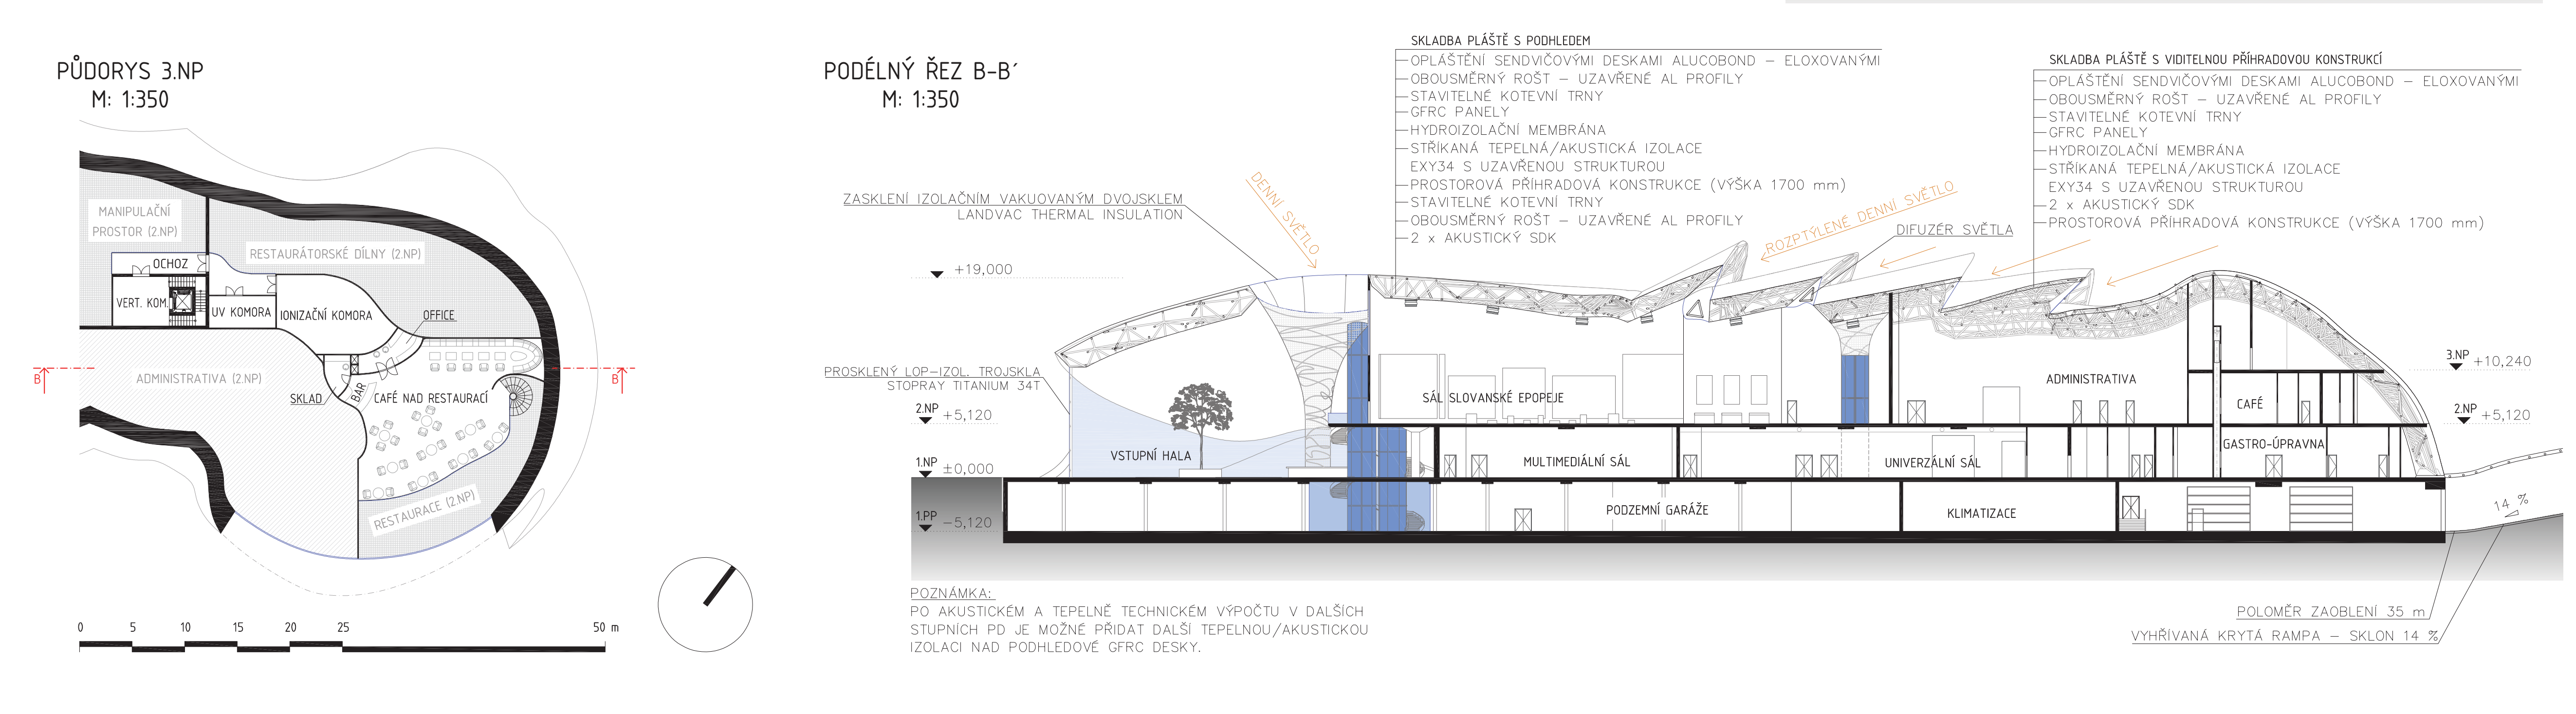 PŮDORYS 3.NP
M: 1:350
MANIPULAČNÍ
PROSTOR (2.NP)
RESTAURÁTORSKÉ DÍLNY (2.NP)
OCHOZ
VERT. KOM.
UV KOMORA
IONIZAČNÍ KOMORA
OFFICE
B
B
ADMINISTRATIVA (2.NP)
SKLAD
BAR
CAFÉ NAD RESTAURACÍ
RESTAURACE (2.NP)
0 5 10 15 20 25 50 m
PODÉLNÝ ŘEZ B-B´
M: 1:350
SKLADBA PLÁŠTĚ S PODHLEDEM
OPLÁŠTĚNÍ SENDVIČOVÝMI DESKAMI ALUCOBOND – ELOXOVANÝMI
OBOUSMĚRNÝ ROŠT – UZAVŘENÉ AL PROFILY
STAVITELNÉ KOTEVNÍ TRNY
GFRC PANELY
HYDROIZOLAČNÍ MEMBRÁNA
STŘÍKANÁ TEPELNÁ/AKUSTICKÁ IZOLACE
EXY34 S UZAVŘENOU STRUKTUROU
PROSTOROVÁ PŘÍHRADOVÁ KONSTRUKCE (VÝŠKA 1700 mm)
STAVITELNÉ KOTEVNÍ TRNY
OBOUSMĚRNÝ ROŠT – UZAVŘENÉ AL PROFILY
2 x AKUSTICKÝ SDK
SKLADBA PLÁŠTĚ S VIDITELNOU PŘÍHRADOVOU KONSTRUKCÍ
OPLÁŠTĚNÍ SENDVIČOVÝMI DESKAMI ALUCOBOND – ELOXOVANÝMI
OBOUSMĚRNÝ ROŠT – UZAVŘENÉ AL PROFILY
STAVITELNÉ KOTEVNÍ TRNY
GFRC PANELY
HYDROIZOLAČNÍ MEMBRÁNA
STŘÍKANÁ TEPELNÁ/AKUSTICKÁ IZOLACE
EXY34 S UZAVŘENOU STRUKTUROU
2 x AKUSTICKÝ SDK
PROSTOROVÁ PŘÍHRADOVÁ KONSTRUKCE (VÝŠKA 1700 mm)
ZASKLENÍ IZOLAČNÍM VAKUOVANÝM DVOJSKLEM
LANDVAC THERMAL INSULATION
DENNÍ SVĚTLO
ROZPTÝLENÉ DENNÍ SVĚTLO
DIFUZÉR SVĚTLA
+19,000
PROSKLENÝ LOP-IZOL. TROJSKLA
STOPRAY TITANIUM 34T
2.NP +5,120
1.NP ±0,000
1.PP –5,120
3.NP +10,240
2.NP +5,120
VSTUPNÍ HALA
SÁL SLOVANSKÉ EPOPEJE
ADMINISTRATIVA
CAFÉ
MULTIMEDIÁLNÍ SÁL
UNIVERZÁLNÍ SÁL
GASTRO-ÚPRAVNA
PODZEMNÍ GARÁŽE
KLIMATIZACE
14 %
POZNÁMKA:
PO AKUSTICKÉM A TEPELNĚ TECHNICKÉM VÝPOČTU V DALŠÍCH
STUPNÍCH PD JE MOŽNÉ PŘIDAT DALŠÍ TEPELNOU/AKUSTICKOU
IZOLACI NAD PODHLEDOVÉ GFRC DESKY.
POLOMĚR ZAOBLENÍ 35 m
VYHŘÍVANÁ KRYTÁ RAMPA – SKLON 14 %